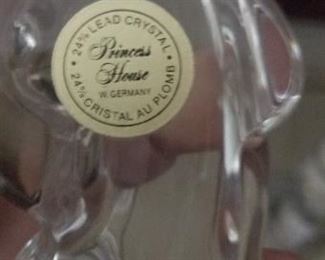 24% LEAD CRYSTAL
Princess
House
W. GERMANY
24% CRISTAL AU PLOMB